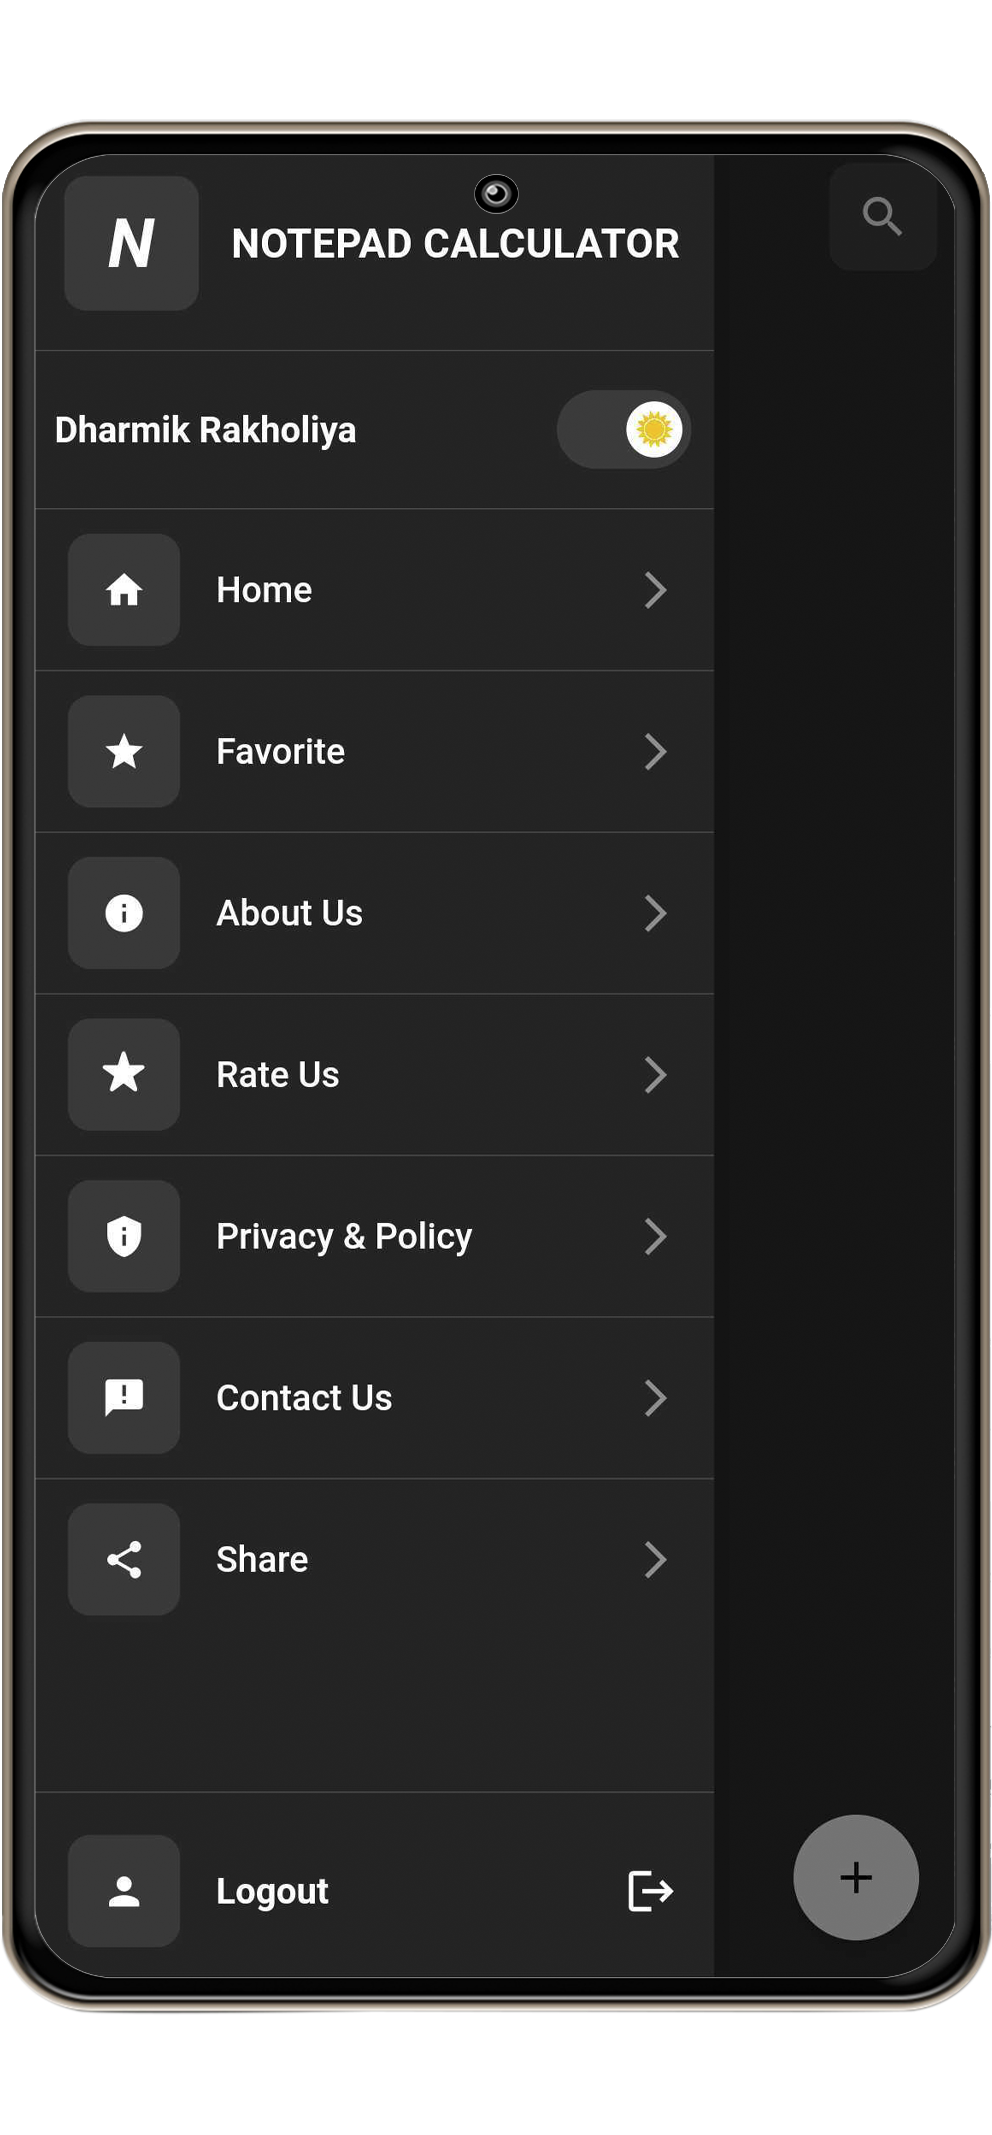 N
NOTEPAD CALCULATOR
Dharmik Rakholiya
Home
Favorite
About Us
Rate Us
Privacy & Policy
Contact Us
Share
Logout